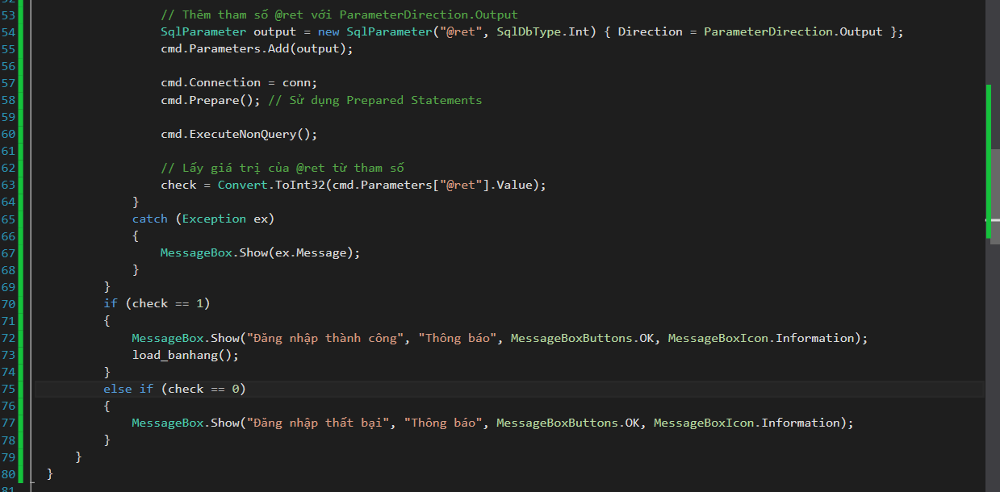 52
53 // Thêm tham số @ret với ParameterDirection.Output
54 SqlParameter output = new SqlParameter("@ret", SqlDbType.Int) { Direction = ParameterDirection.Output };
55 cmd.Parameters.Add(output);
56
57 cmd.Connection = conn;
58 cmd.Prepare(); // Sử dụng Prepared Statements
59
60 cmd.ExecuteNonQuery();
61
62 // Lấy giá trị của @ret từ tham số
63 check = Convert.ToInt32(cmd.Parameters["@ret"].Value);
64 }
65 catch (Exception ex)
66 {
67 MessageBox.Show(ex.Message);
68 }
69 }
70 if (check == 1)
71 {
72 MessageBox.Show("Đăng nhập thành công", "Thông báo", MessageBoxButtons.OK, MessageBoxIcon.Information);
73 load_banhang();
74 }
75 else if (check == 0)
76 {
77 MessageBox.Show("Đăng nhập thất bại", "Thông báo", MessageBoxButtons.OK, MessageBoxIcon.Information);
78 }
79 }
80 }
81